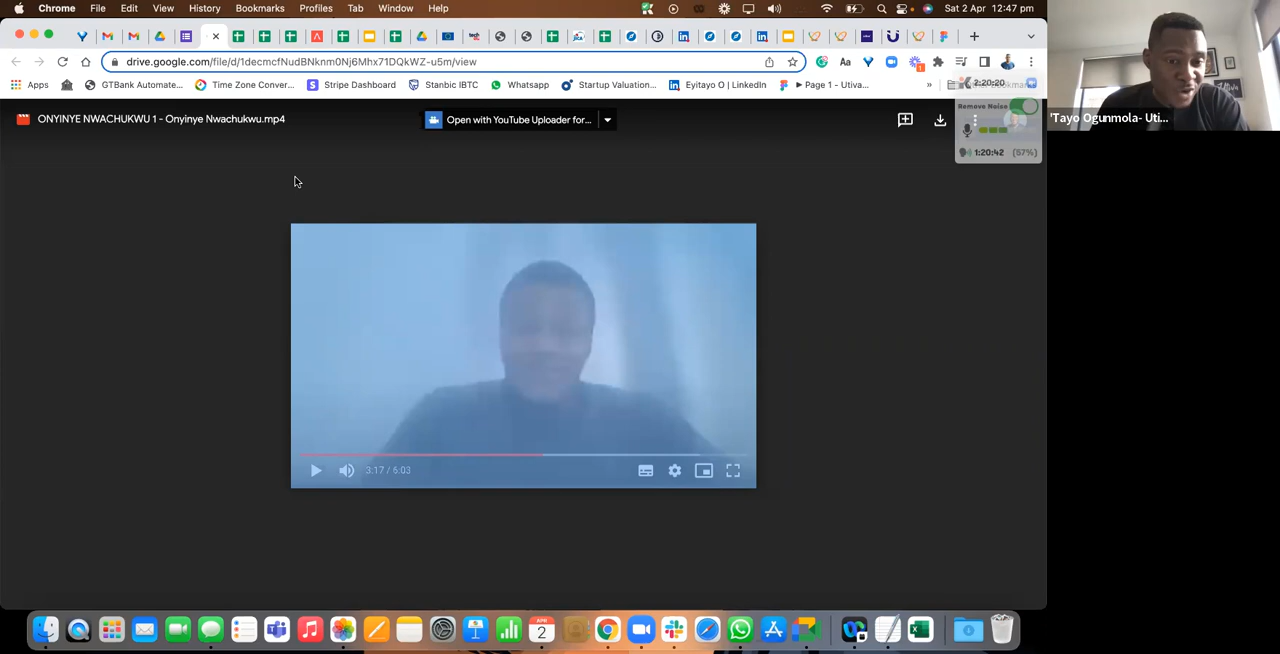 Chrome File Edit View History Bookmarks Profiles Tab Window Help Sat 2 Apr 12:47 pm
drive.google.com/file/d/1decmcfNudBNknm0Nj6Mhx71DQkWZ-u5m/view
Apps GTBank Automate... Time Zone Conver... Stripe Dashboard Stanbic IBTC Whatsapp Startup Valuation... Eyitayo O | LinkedIn ► Page 1 - Utiva... » 2:20:20
Remove Noise
ONYINYE NWACHUKWU 1 - Onyinye Nwachukwu.mp4 Open with YouTube Uploader for...
'Tayo Ogunmola- Uti...
1:20:42 (57%)
3:17 / 6:03
APR
2